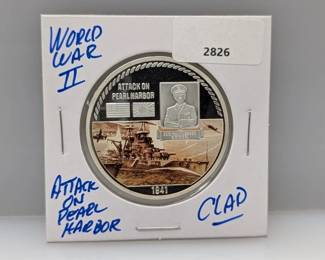 WORLD
WAR
II
2826
ATTACK ON
PEARL HARBOR
1941
ATTACK
ON
PEARL
HARBOR
CLAD